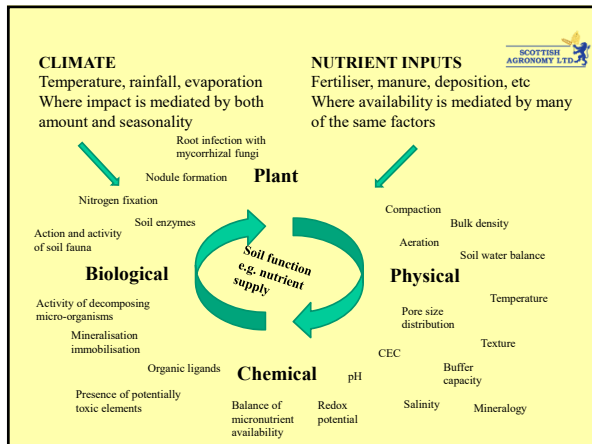 CLIMATE
Temperature, rainfall, evaporation
Where impact is mediated by both
amount and seasonality
NUTRIENT INPUTS
Fertiliser, manure, deposition, etc
Where availability is mediated by many
of the same factors
SCOTTISH
AGRONOMY LTD
Root infection with
mycorrhizal fungi
Nodule formation
Plant
Nitrogen fixation
Soil enzymes
Action and activity
of soil fauna
Biological
Soil function
e.g. nutrient
supply
Compaction
Bulk density
Aeration
Soil water balance
Physical
Temperature
Pore size
distribution
Texture
CEC
Buffer
capacity
Salinity
Mineralogy
Activity of decomposing
micro-organisms
Mineralisation
immobilisation
Organic ligands
Chemical
pH
Presence of potentially
toxic elements
Balance of
micronutrient
availability
Redox
potential